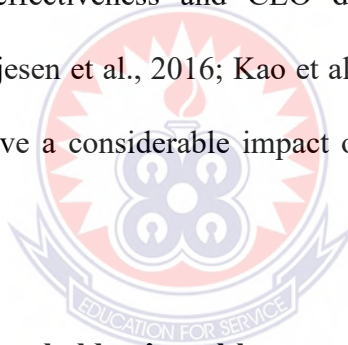 effectiveness and CEO d
jesen et al., 2016; Kao et al
ve a considerable impact o
EDUCATION FOR SERVICE